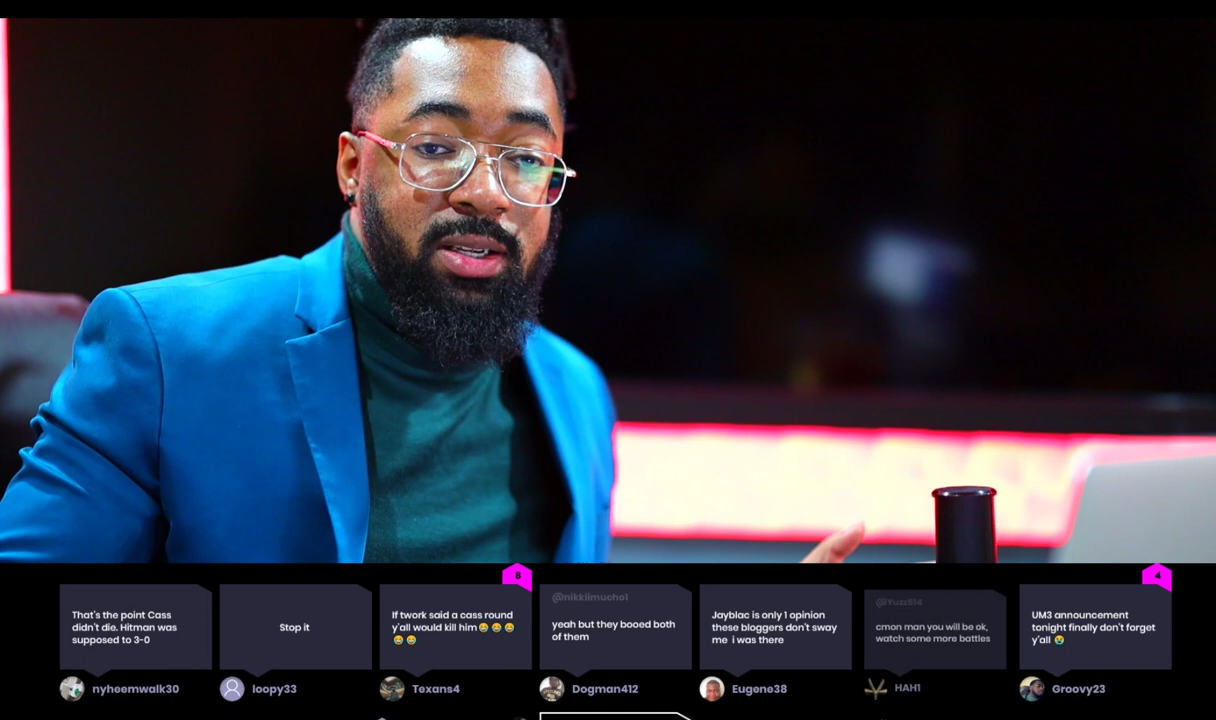 8
4
That's the point Cass
didn't die. Hitman was
supposed to 3-0
nyheemwalk30
Stop it
loopy33
If twork said a cass round
y'all would kill him😂 😂 😂
😂 😂
Texans4
@nikkiimucho1
yeah but they booed both
of them
Dogman412
Jayblac is only 1 opinion
these bloggers don't sway
me i was there
Eugene38
@iYuzz514
cmon man you will be ok,
watch some more battles
HAH1
UM3 announcement
tonight finally don't forget
y'all 😭
Groovy23